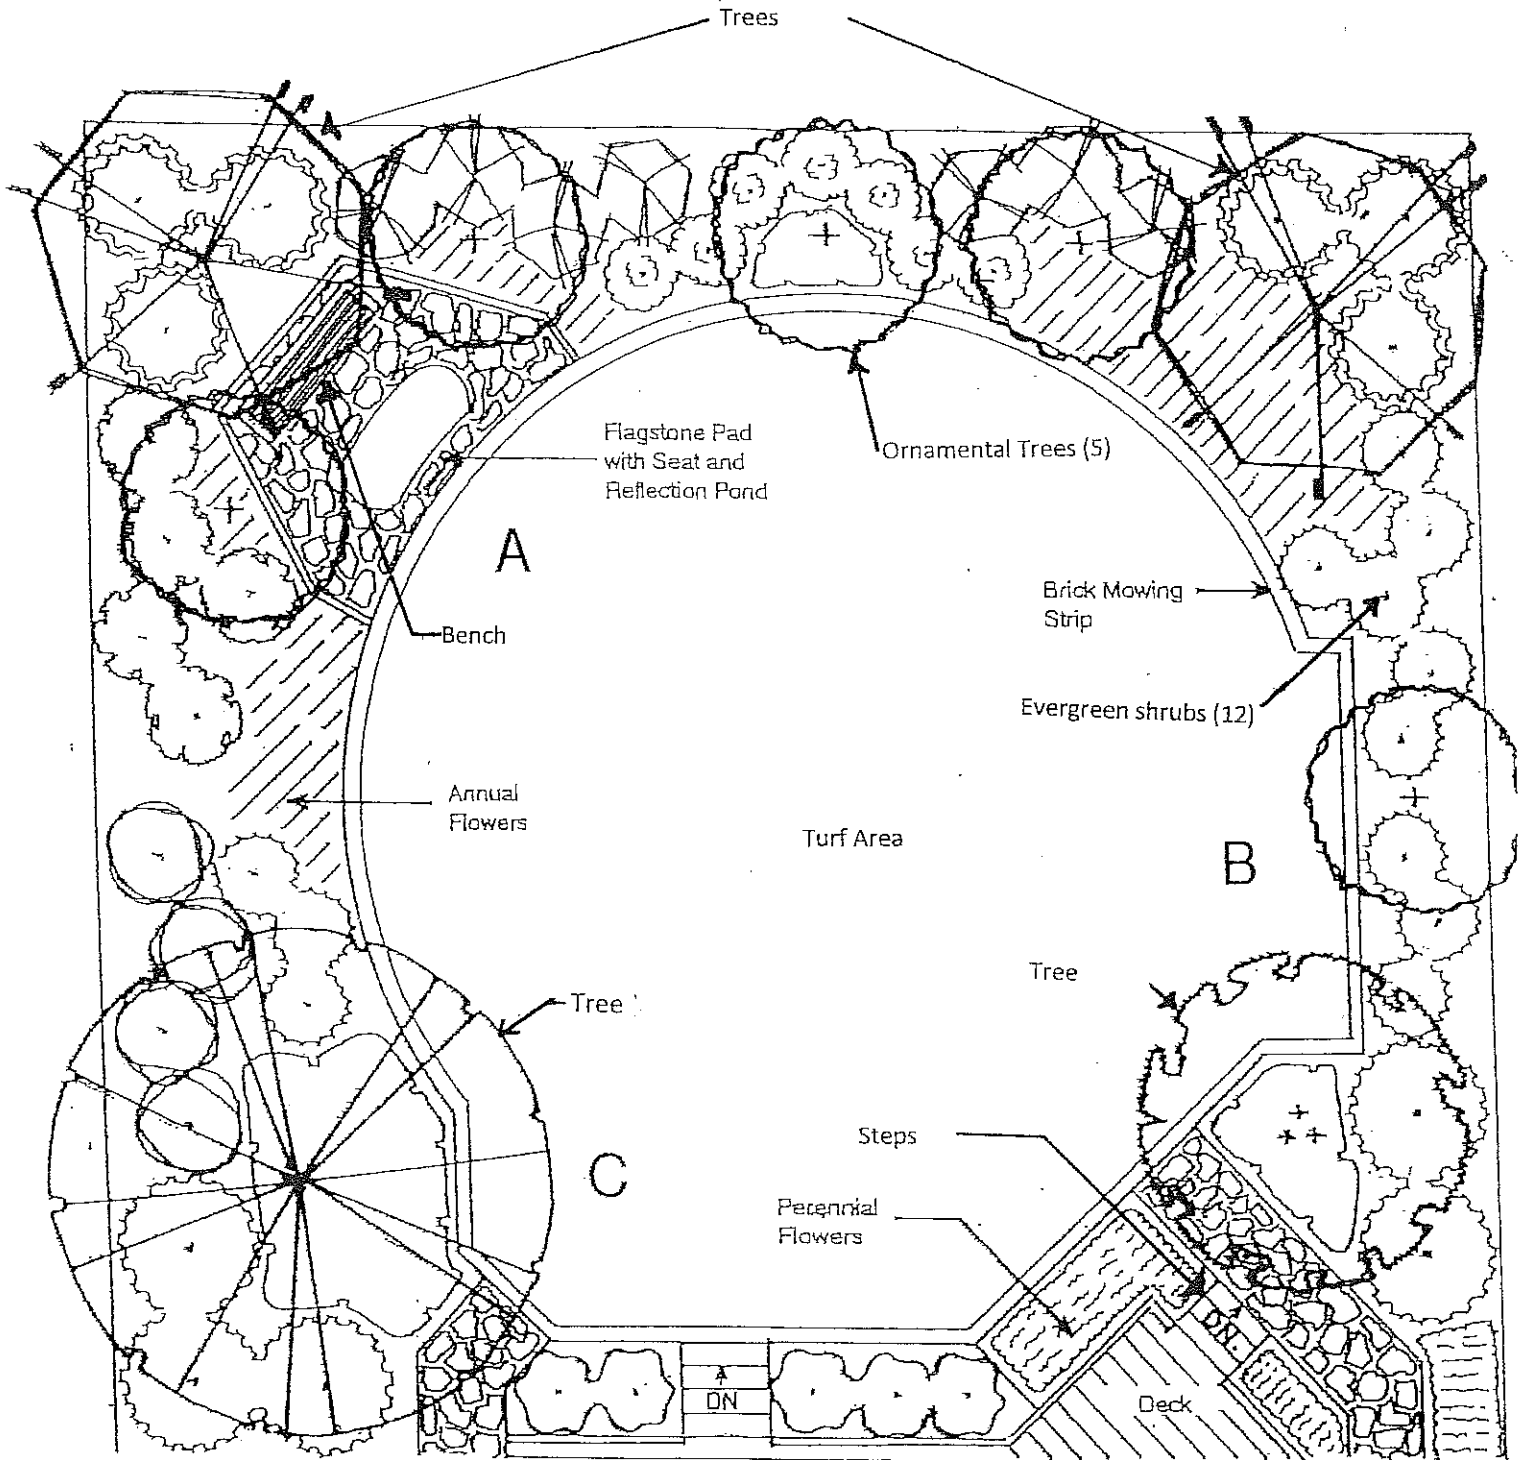 Trees
Flagstone Pad
with Seat and
Reflection Pond
Ornamental Trees (5)
A
Brick Mowing
Strip
Bench
Evergreen shrubs (12)
Annual
Flowers
Turf Area
B
Tree
Tree
Steps
C
Perennial
Flowers
DN.
DN
Deck